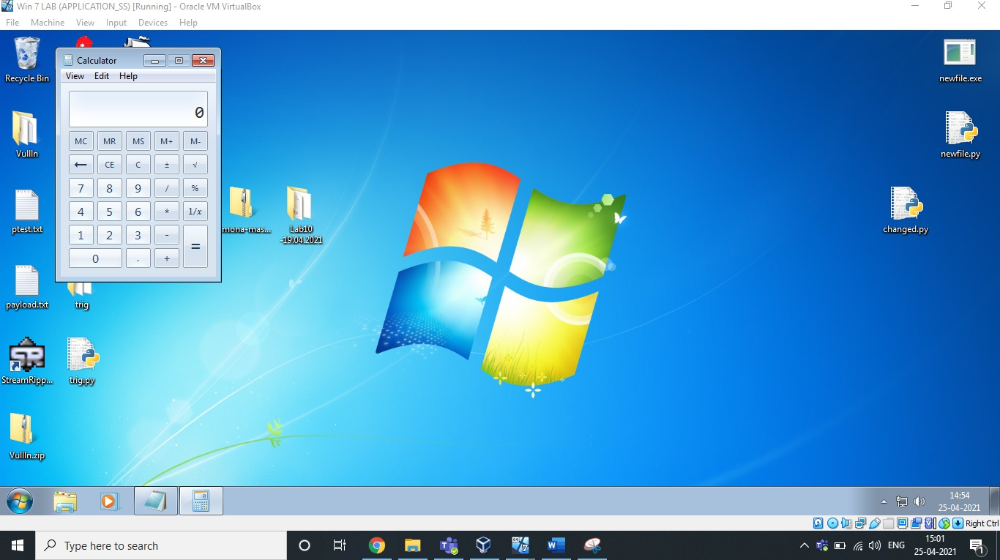 Win 7 LAB (APPLICATION_SS) [Running] - Oracle VM VirtualBox
File Machine View Input Devices Help
Recycle Bin
Calculator
View Edit Help
0
MC MR MS M+ M-
← CE C ± √
7 8 9 / %
4 5 6 * 1/x
1 2 3 - =
0 . +
newfile.exe
Vullln
newfile.py
ptest.txt
mona-mas...
Lab10
-19.04.2021
changed.py
payload.txt
trig
StreamRipp...
trig.py
Vullln.zip
14:54
25-04-2021
Right Ctrl
Type here to search
ENG
15:01
25-04-2021
1